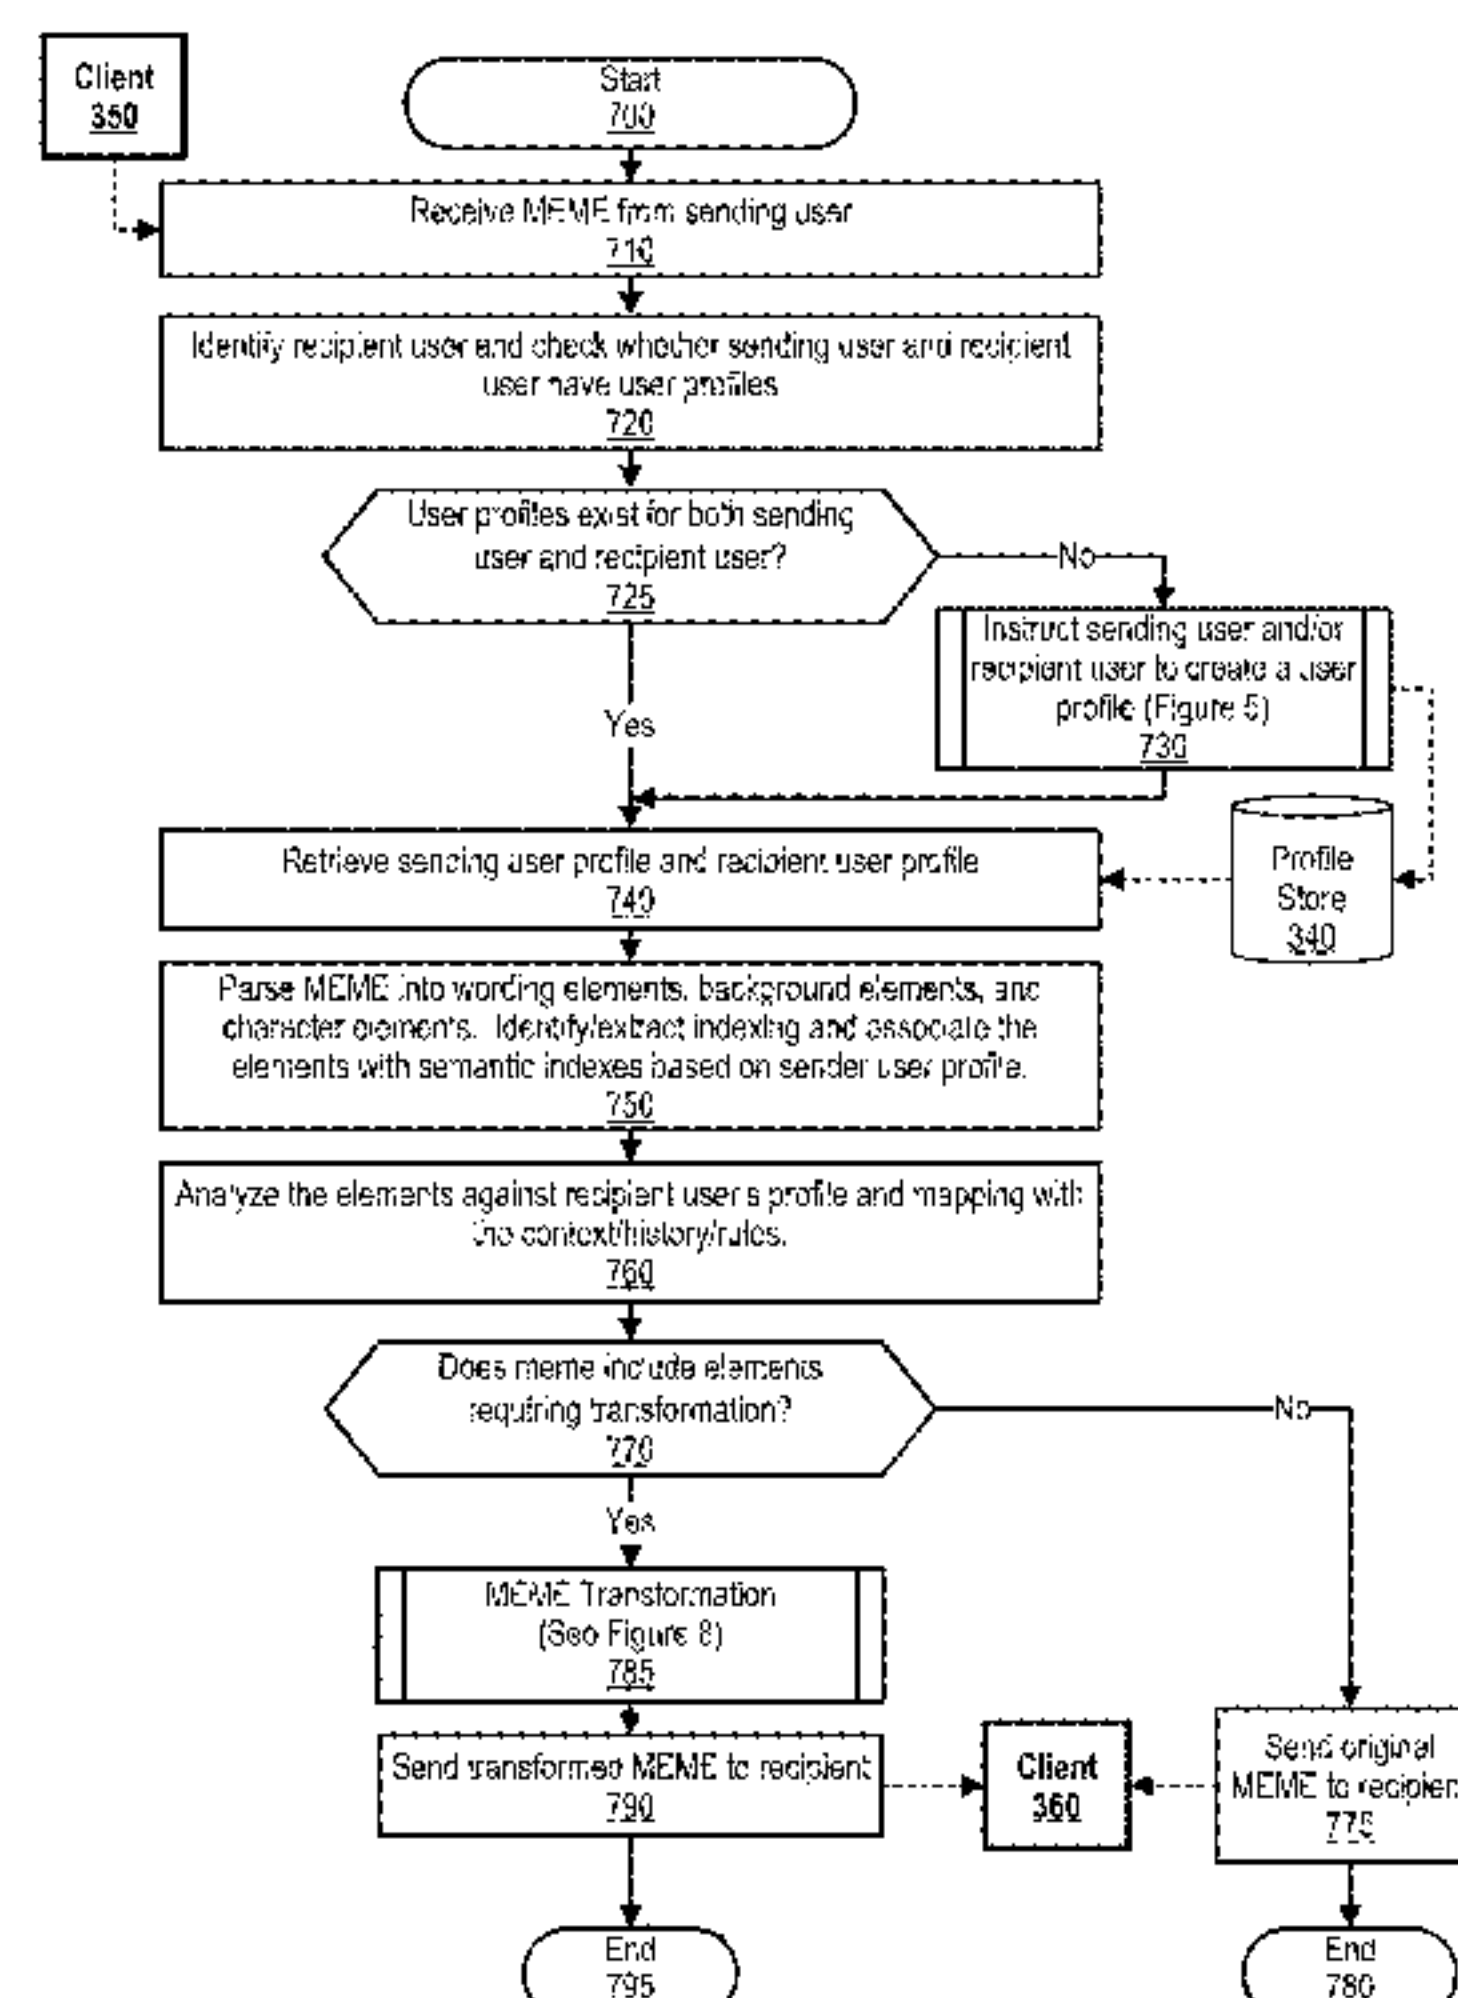 Client
350
Start
700
Receive MEME from sending user
710
Identify recipient user and check whether sending user and recipient
user have user profiles
720
User profiles exist for both sending
user and recipient user?
725
No
Instruct sending user and/or
recipient user to create a user
profile (Figure 5)
730
Yes
Retrieve sending user profile and recipient user profile
740
Profile
Store
340
Parse MEME into wording elements, background elements, and
character elements. Identify/extract indexing and associate the
elements with semantic indexes based on sender user profile.
750
Analyze the elements against recipient user's profile and mapping with
the context/history/rules.
760
Does meme include elements
requiring transformation?
770
No
Yes
MEME Transformation
(See Figure 8)
785
Send transformed MEME to recipient
790
Client
360
Send original
MEME to recipien
775
End
795
End
780